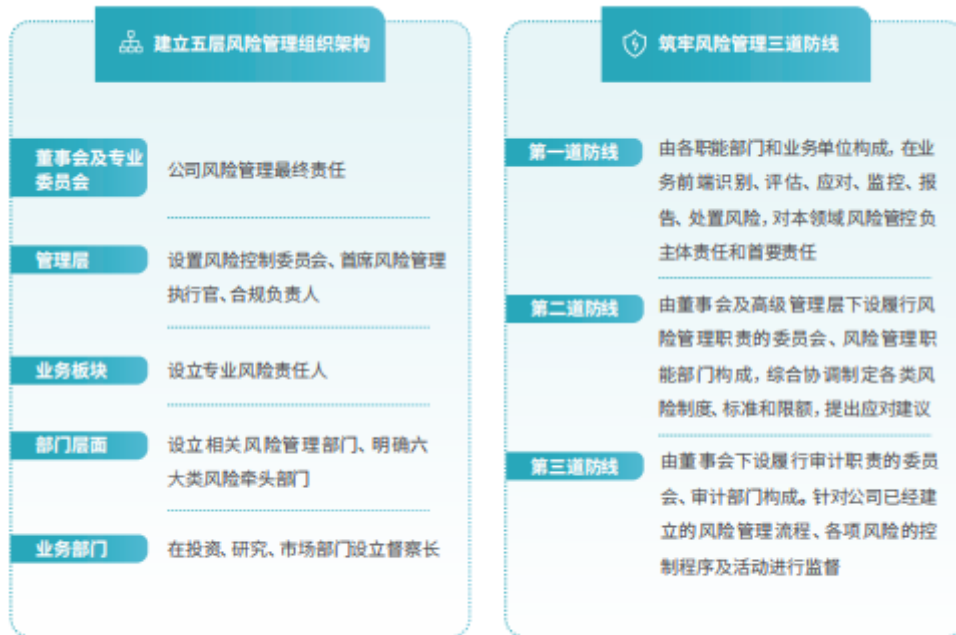 建立五层风险管理组织架构
董事会及专业
委员会
公司风险管理最终责任
管理层
设置风险控制委员会、首席风险管理
执行官、合规负责人
业务板块
设立专业风险责任人
部门层面
设立相关风险管理部门、明确六
大类风险牵头部门
业务部门
在投资、研究、市场部门设立督察长
筑牢风险管理三道防线
第一道防线
由各职能部门和业务单位构成，在业
务前端识别、评估、应对、监控、报
告、处置风险，对本领域风险管控负
主体责任和首要责任
第二道防线
由董事会及高级管理层下设履行风
险管理职责的委员会、风险管理职
能部门构成，综合协调制定各类风
险制度、标准和限额，提出应对建议
第三道防线
由董事会下设履行审计职责的委员
会、审计部门构成。针对公司已经建
立的风险管理流程、各项风险的控
制程序及活动进行监督